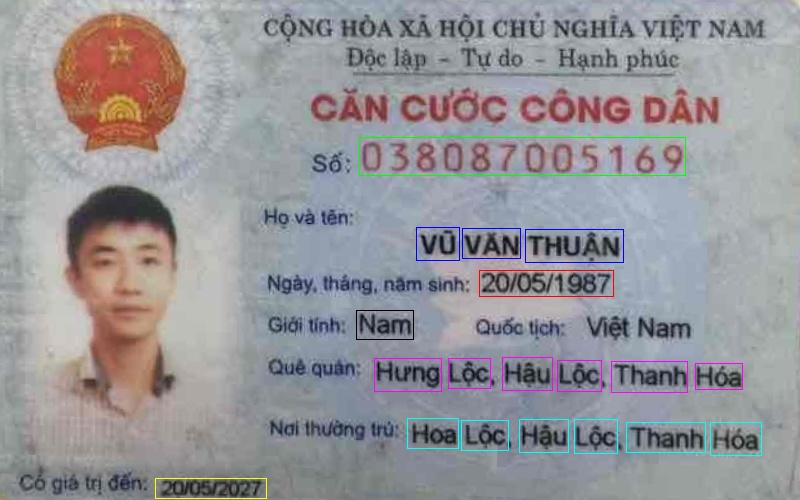 CỘNG HÒA XÃ HỘI CHỦ NGHĨA VIỆT NAM
Độc lập - Tự do - Hạnh phúc
CĂN CƯỚC CÔNG DÂN
Số: 038087005169
Họ và tên:
VŨ VĂN THUẬN
Ngày, tháng, năm sinh: 20/05/1987
Giới tính: Nam Quốc tịch: Việt Nam
Quê quán: Hưng Lộc, Hậu Lộc, Thanh Hóa
Nơi thường trú: Hoa Lộc, Hậu Lộc, Thanh Hóa
Có giá trị đến: 20/05/2027